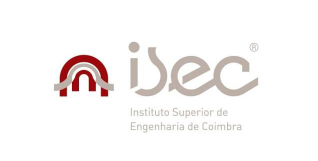 isec®
Instituto Superior de
Engenharia de Coimbra